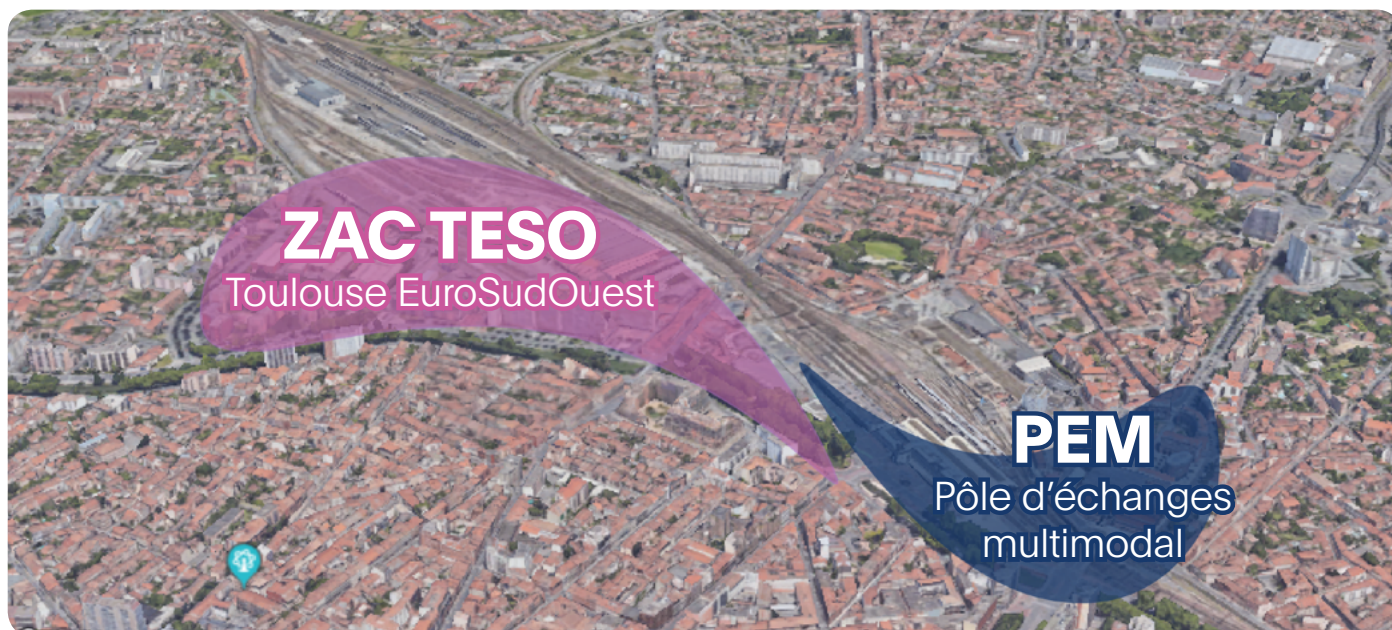 ZAC TESO
Toulouse EuroSudOuest
PEM
Pôle d’échanges
multimodal